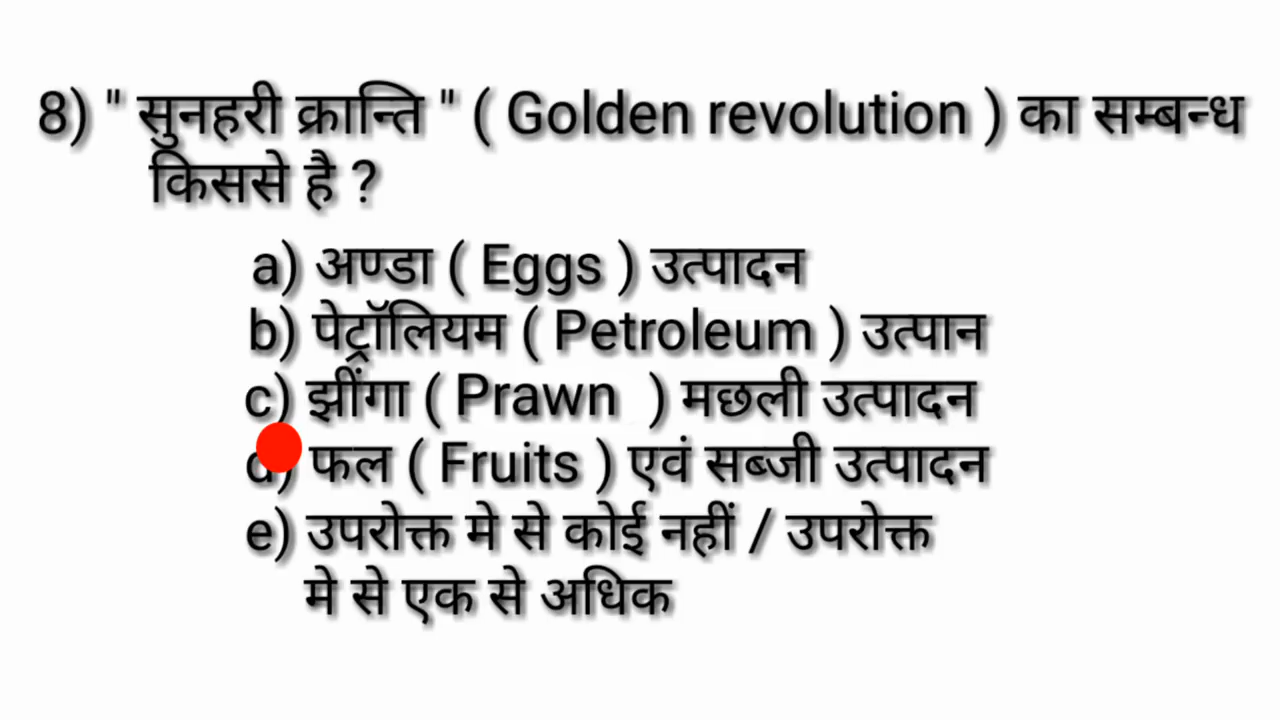 8) " सुनहरी क्रान्ति " ( Golden revolution ) का सम्बन्ध
किससे है ?
a) अण्डा ( Eggs ) उत्पादन
b) पेट्रॉलियम ( Petroleum ) उत्पान
c) झींगा ( Prawn ) मछली उत्पादन
d) फल ( Fruits ) एवं सब्जी उत्पादन
e) उपरोक्त मे से कोई नहीं / उपरोक्त
मे से एक से अधिक